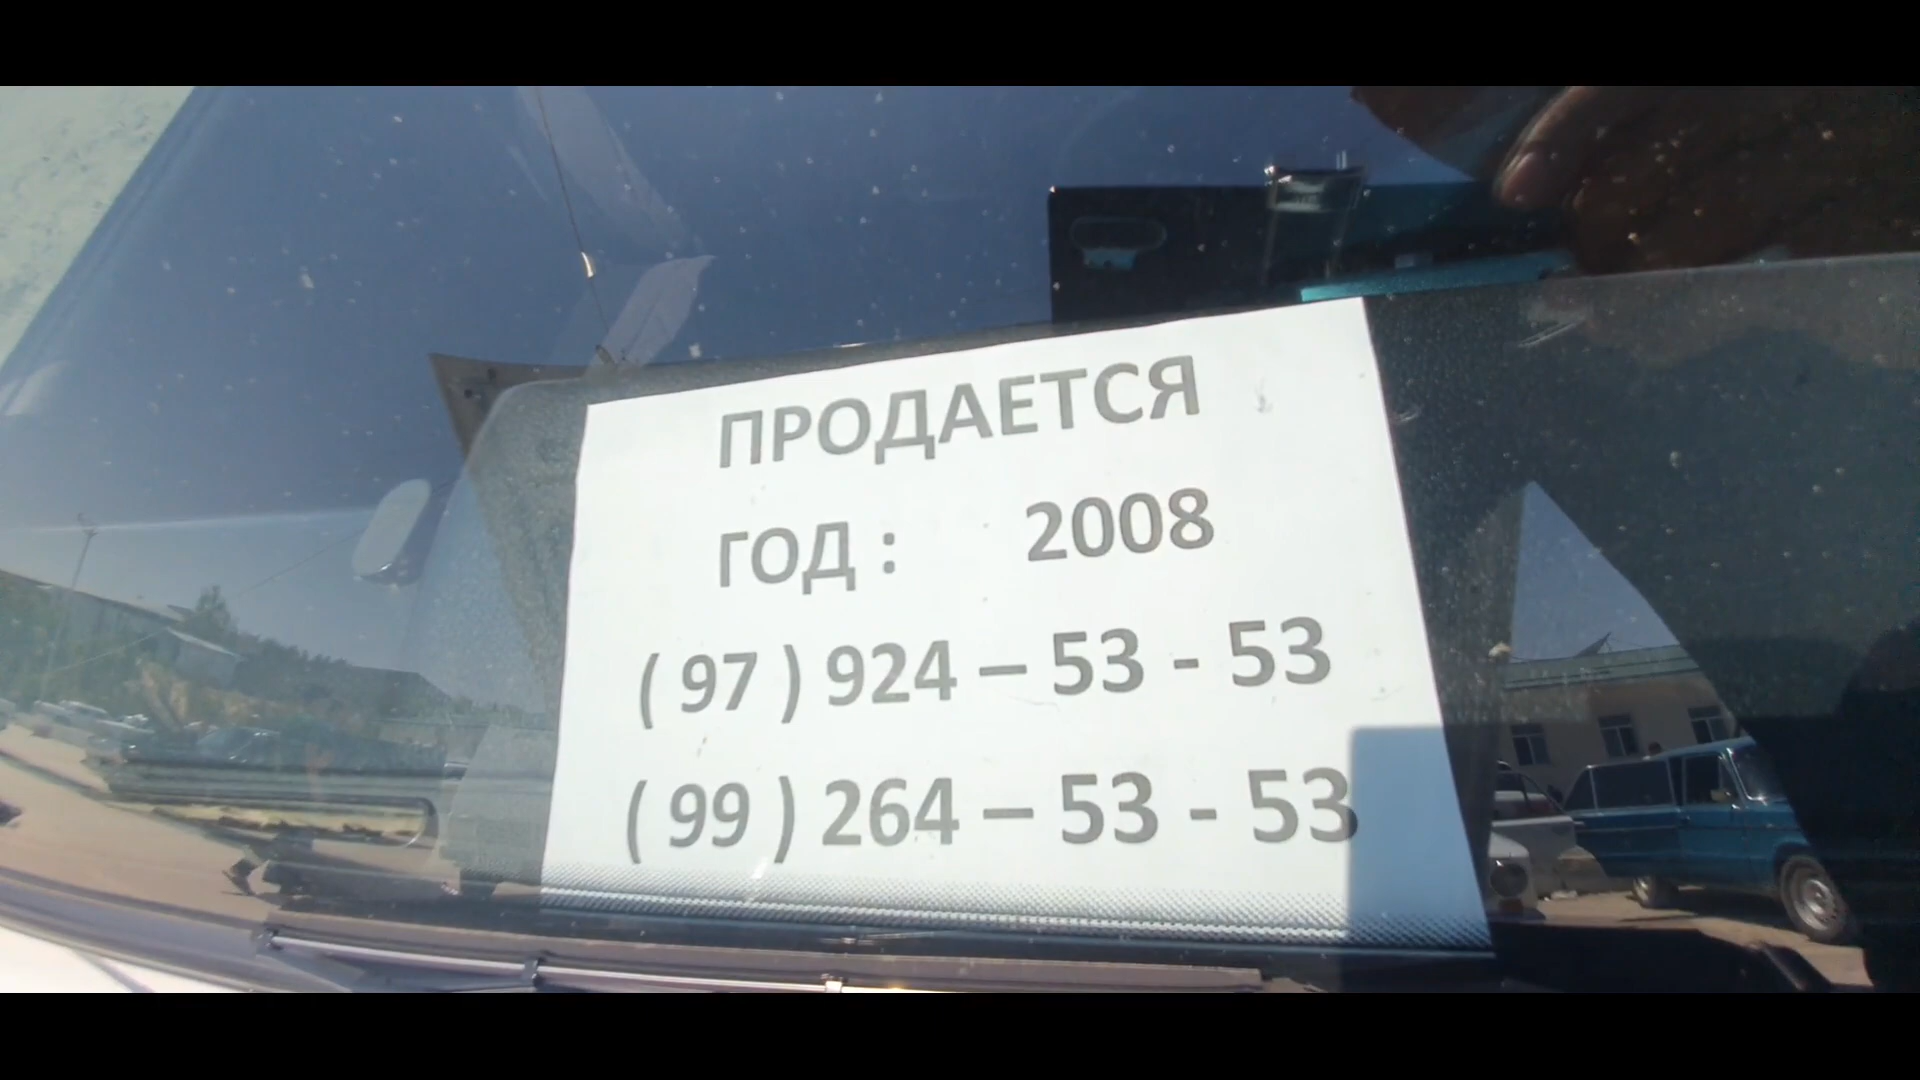 ПРОДАЕТСЯ
ГОД : 2008
( 97 ) 924 – 53 - 53
( 99 ) 264 – 53 - 53